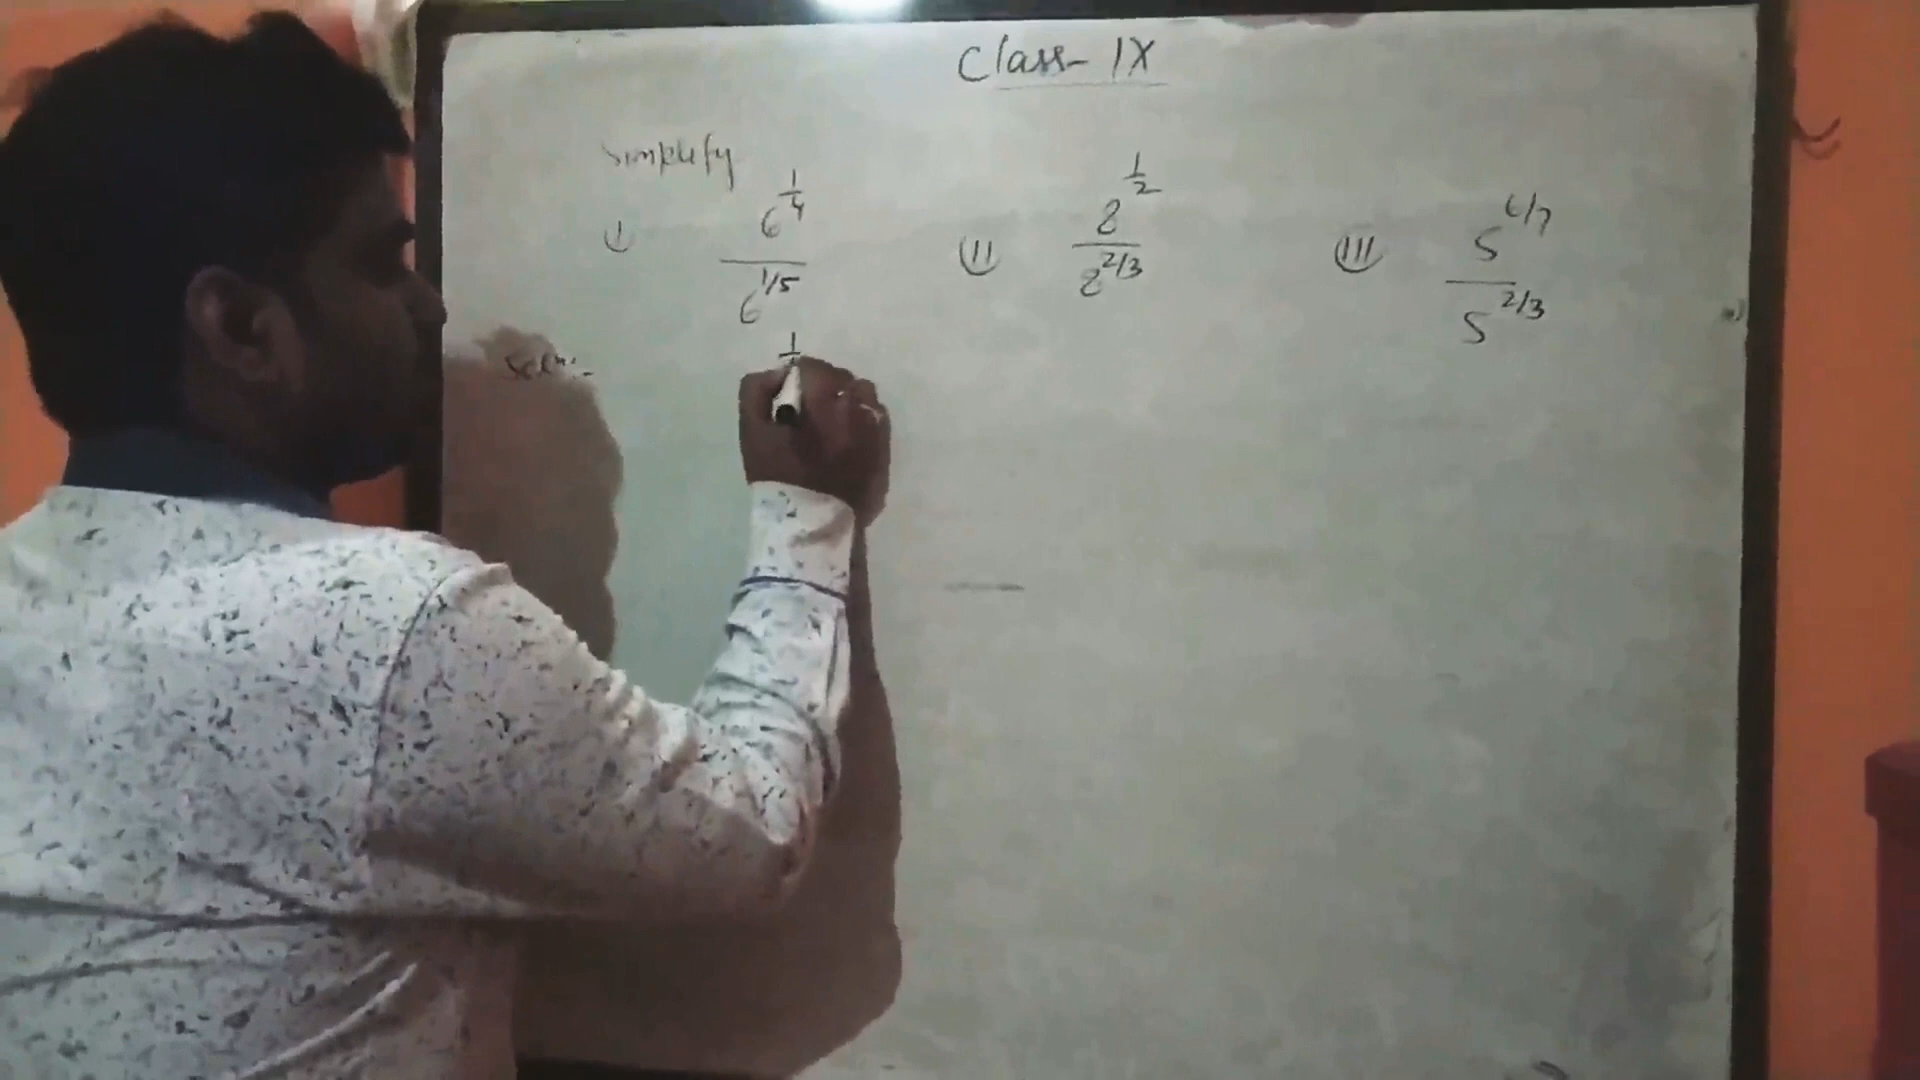 Class- IX
Simplify
(I) 6^{1/4} / 6^{1/5} (II) 8^{1/2} / 8^{2/3} (III) 5^{6/7} / 5^{2/3}
Soln:-